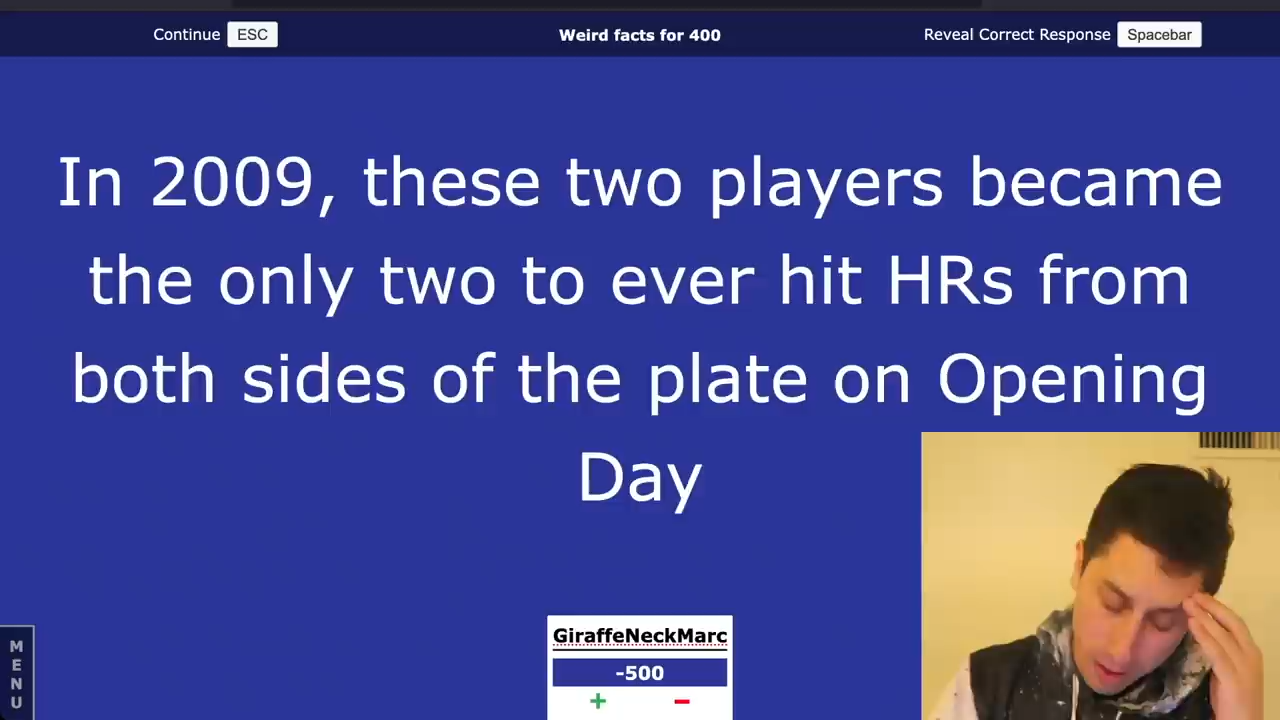 Continue ESC
Weird facts for 400
Reveal Correct Response Spacebar
In 2009, these two players became
the only two to ever hit HRs from
both sides of the plate on Opening
Day
GiraffeNeckMarc
-500
+ −
MENU